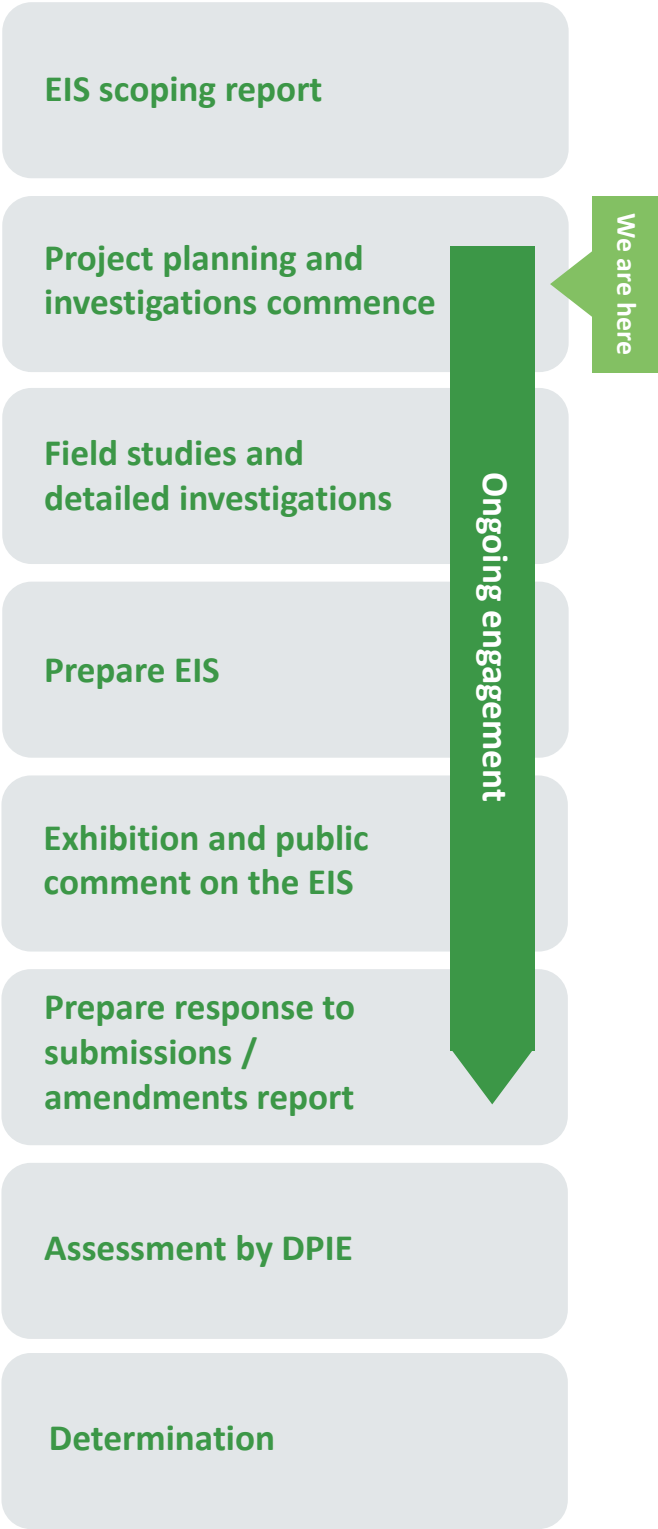 EIS scoping report
Project planning and
investigations commence
We are here
Field studies and
detailed investigations
Ongoing engagement
Prepare EIS
Exhibition and public
comment on the EIS
Prepare response to
submissions /
amendments report
Assessment by DPIE
Determination